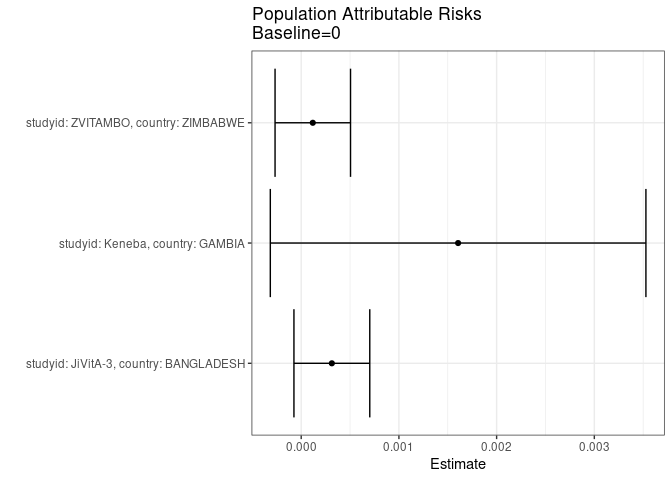 Population Attributable Risks
Baseline=0
studyid: ZVITAMBO, country: ZIMBABWE
studyid: Keneba, country: GAMBIA
studyid: JiVitA-3, country: BANGLADESH
0.000 0.001 0.002 0.003
Estimate